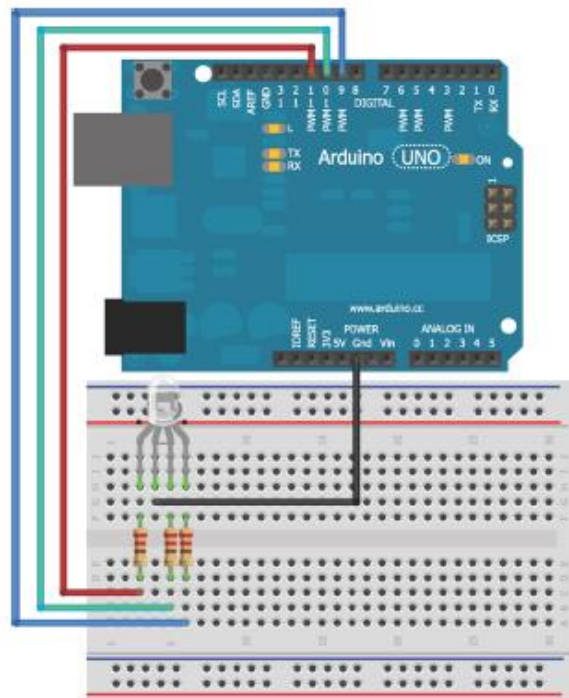 SCL
SDA
AREF
GND
13
12
11
10
9
8
7
6
5
4
3
2
1
0
PWM
PWM
PWM
DIGITAL
PWM
PWM
PWM
TX
RX
L
TX
RX
Arduino UNO
ON
1
ICSP
www.arduino.cc
POWER
ANALOG IN
IOREF
RESET
3V3
5V
Gnd
Vin
0
1
2
3
4
5